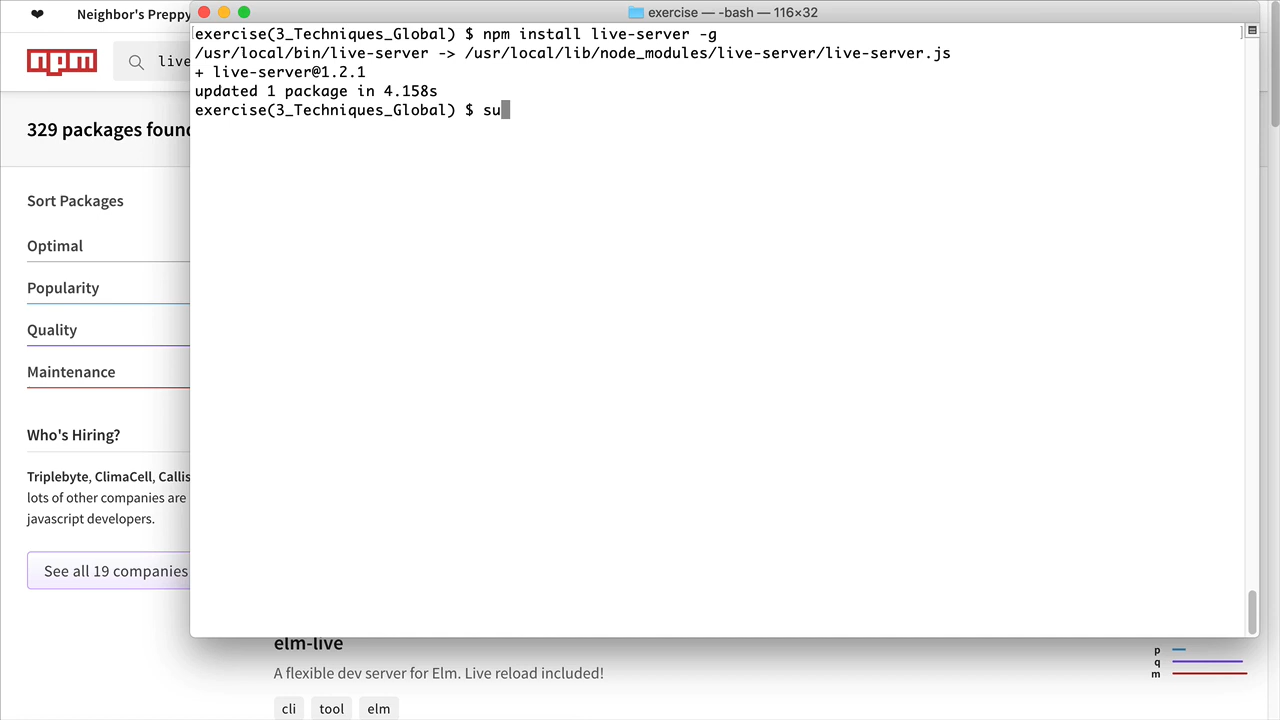 ❤ Neighbor's Preppy
npm
live
329 packages foun
Sort Packages
Optimal
Popularity
Quality
Maintenance
Who's Hiring?
Triplebyte, ClimaCell, Callis
lots of other companies are
javascript developers.
See all 19 companies
exercise — -bash — 116×32
exercise(3_Techniques_Global) $ npm install live-server -g
/usr/local/bin/live-server -> /usr/local/lib/node_modules/live-server/live-server.js
+ live-server@1.2.1
updated 1 package in 4.158s
exercise(3_Techniques_Global) $ su
elm-live
A flexible dev server for Elm. Live reload included!
cli tool elm
p
q
m